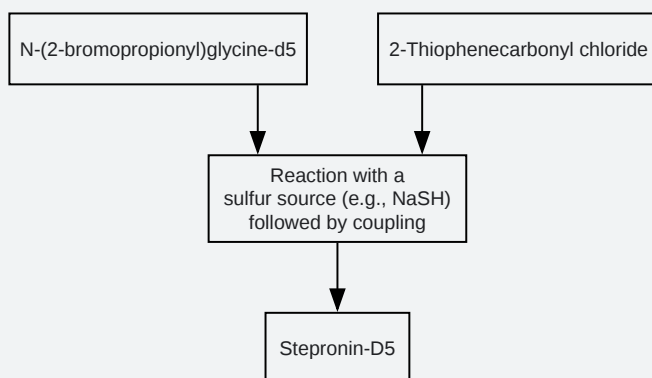 N-(2-bromopropionyl)glycine-d5
2-Thiophenecarbonyl chloride
Reaction with a
sulfur source (e.g., NaSH)
followed by coupling
Stepronin-D5